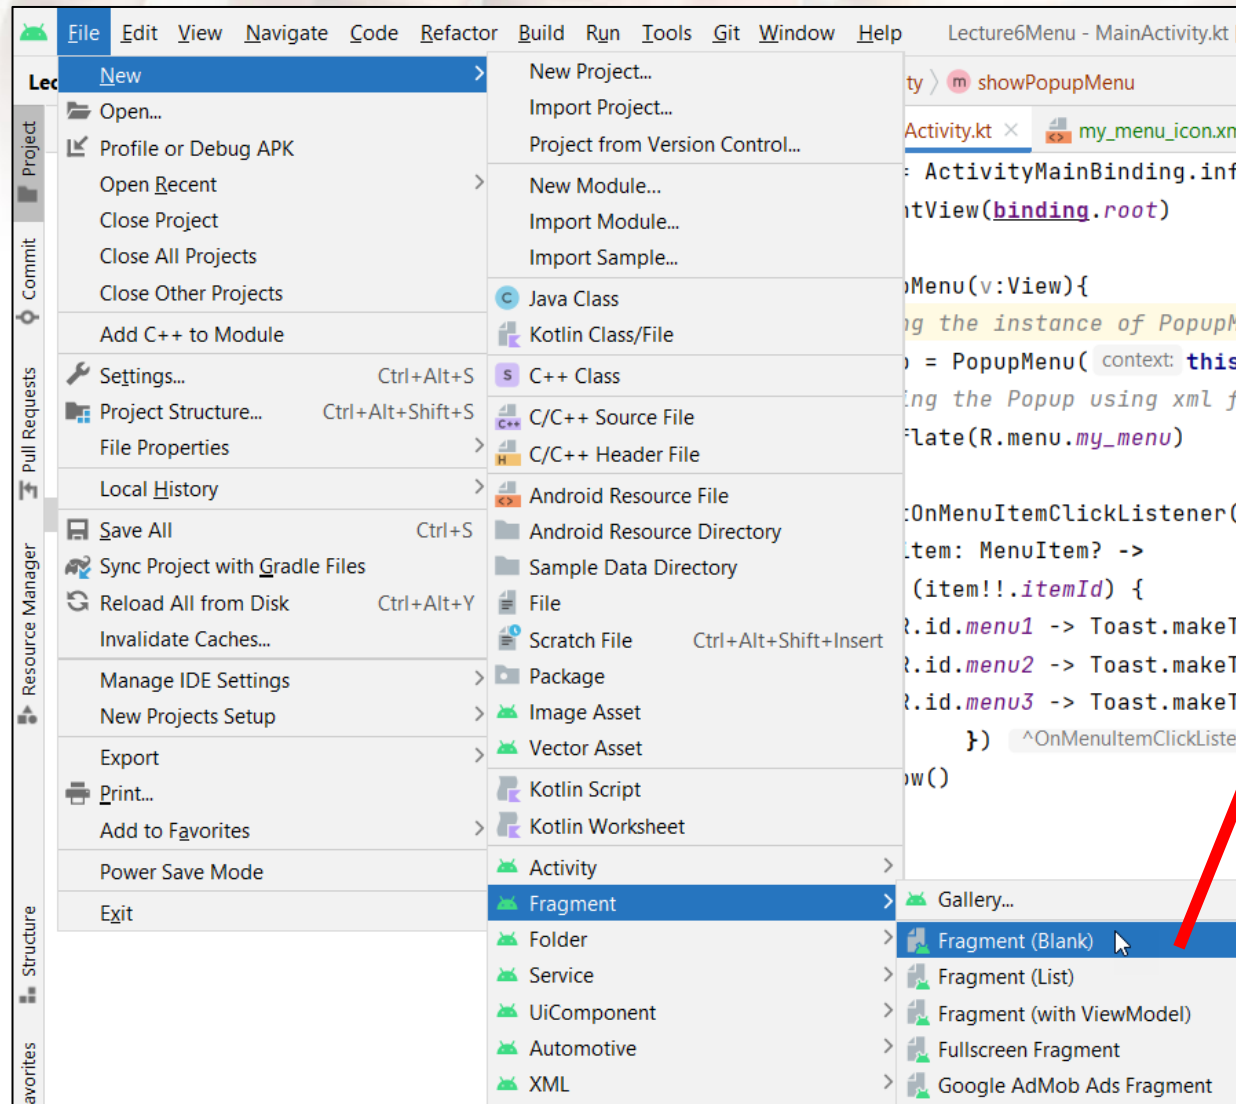 File Edit View Navigate Code Refactor Build Run Tools Git Window Help Lecture6Menu - MainActivity.kt
showPopupMenu
Project
Commit
Pull Requests
Resource Manager
Structure
New
Open...
Profile or Debug APK
Open Recent
Close Project
Close All Projects
Close Other Projects
Add C++ to Module
Settings... Ctrl+Alt+S
Project Structure... Ctrl+Alt+Shift+S
File Properties
Local History
Save All Ctrl+S
Sync Project with Gradle Files
Reload All from Disk Ctrl+Alt+Y
Invalidate Caches...
Manage IDE Settings
New Projects Setup
Export
Print...
Add to Favorites
Power Save Mode
Exit
New Project...
Import Project...
Project from Version Control...
New Module...
Import Module...
Import Sample...
Java Class
Kotlin Class/File
C++ Class
C/C++ Source File
C/C++ Header File
Android Resource File
Android Resource Directory
Sample Data Directory
File
Scratch File Ctrl+Alt+Shift+Insert
Package
Image Asset
Vector Asset
Kotlin Script
Kotlin Worksheet
Activity
Fragment
Folder
Service
UiComponent
Automotive
XML
Gallery...
Fragment (Blank)
Fragment (List)
Fragment (with ViewModel)
Fullscreen Fragment
Google AdMob Ads Fragment
Activity.kt my_menu_icon.xm
= ActivityMainBinding.inf
ntView(binding.root)
Menu(v:View){
the instance of Popup
= PopupMenu( context: this
ing the Popup using xml f
flate(R.menu.my_menu)
OnMenuItemClickListener(
item: MenuItem? ->
(item!!.itemId) {
R.id.menu1 -> Toast.makeT
R.id.menu2 -> Toast.makeT
R.id.menu3 -> Toast.makeT
}) ^OnMenuItemClickListe
ow()